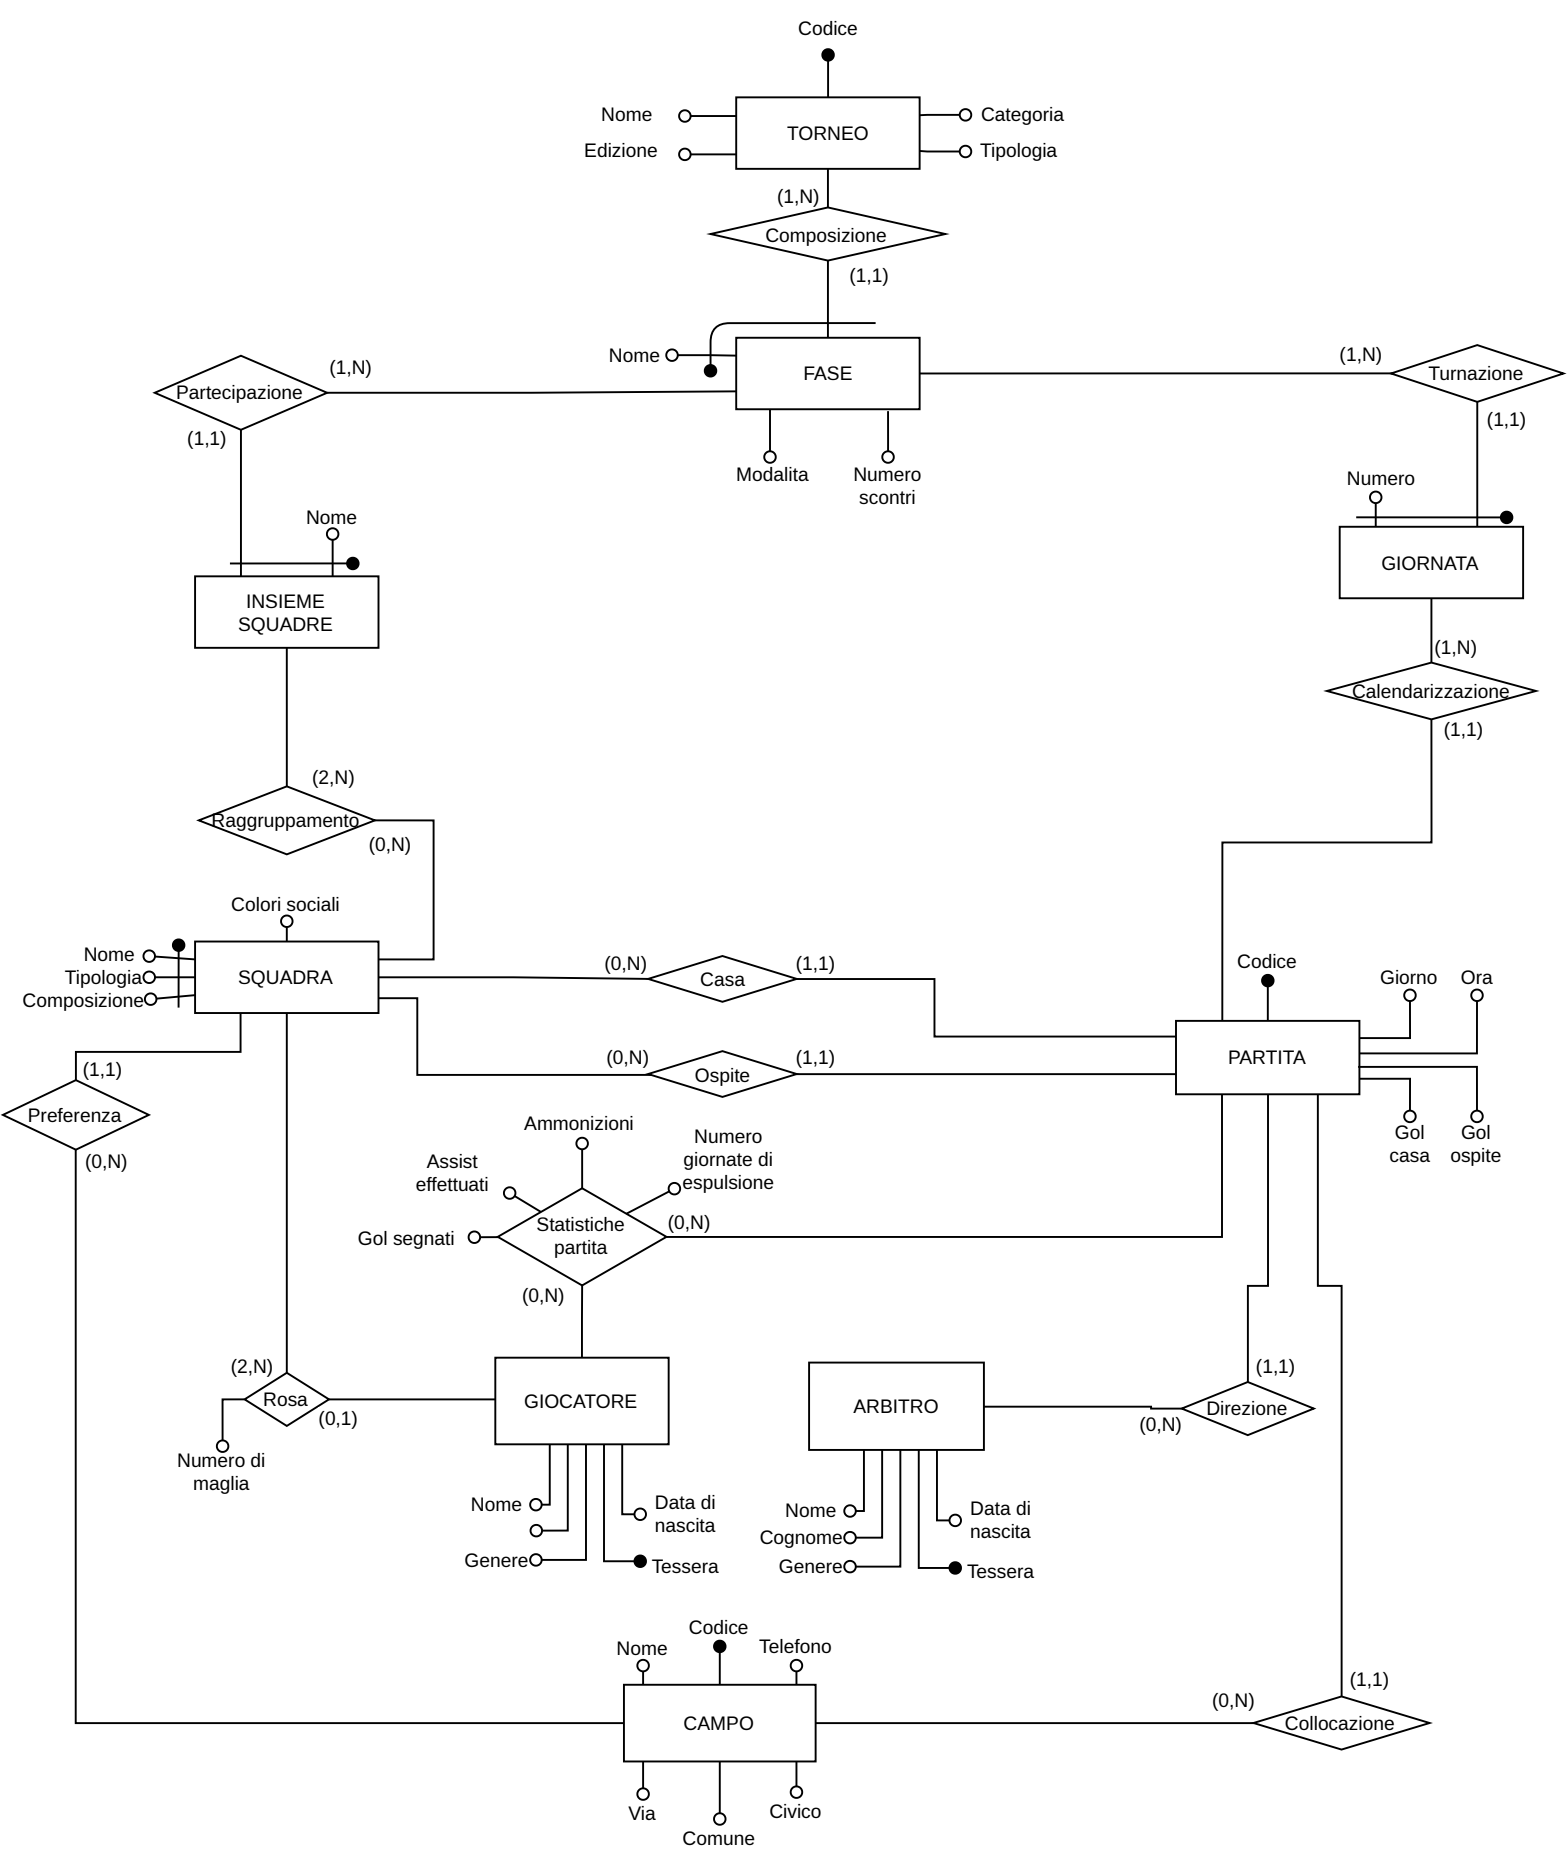 Codice
Nome
Categoria
TORNEO
Edizione
Tipologia
(1,N)
Composizione
(1,1)
Nome
FASE
(1,N)
Partecipazione
(1,1)
(1,N)
Turnazione
(1,1)
Modalita
Numero
scontri
Numero
GIORNATA
Nome
INSIEME
SQUADRE
(1,N)
Calendarizzazione
(1,1)
(2,N)
Raggruppamento
(0,N)
Colori sociali
Nome
Tipologia
Composizione
SQUADRA
(0,N)
Casa
(1,1)
Codice
Giorno
Ora
PARTITA
(0,N)
Ospite
(1,1)
(1,1)
Preferenza
(0,N)
Gol
casa
Gol
ospite
Ammonizioni
Assist
effettuati
Numero
giornate di
espulsione
Gol segnati
Statistiche
partita
(0,N)
(0,N)
(2,N)
Rosa
(0,1)
Numero di
maglia
GIOCATORE
ARBITRO
(1,1)
Direzione
(0,N)
Nome
Genere
Data di
nascita
Tessera
Nome
Cognome
Genere
Data di
nascita
Tessera
Codice
Nome
Telefono
CAMPO
(0,N)
(1,1)
Collocazione
Via
Comune
Civico